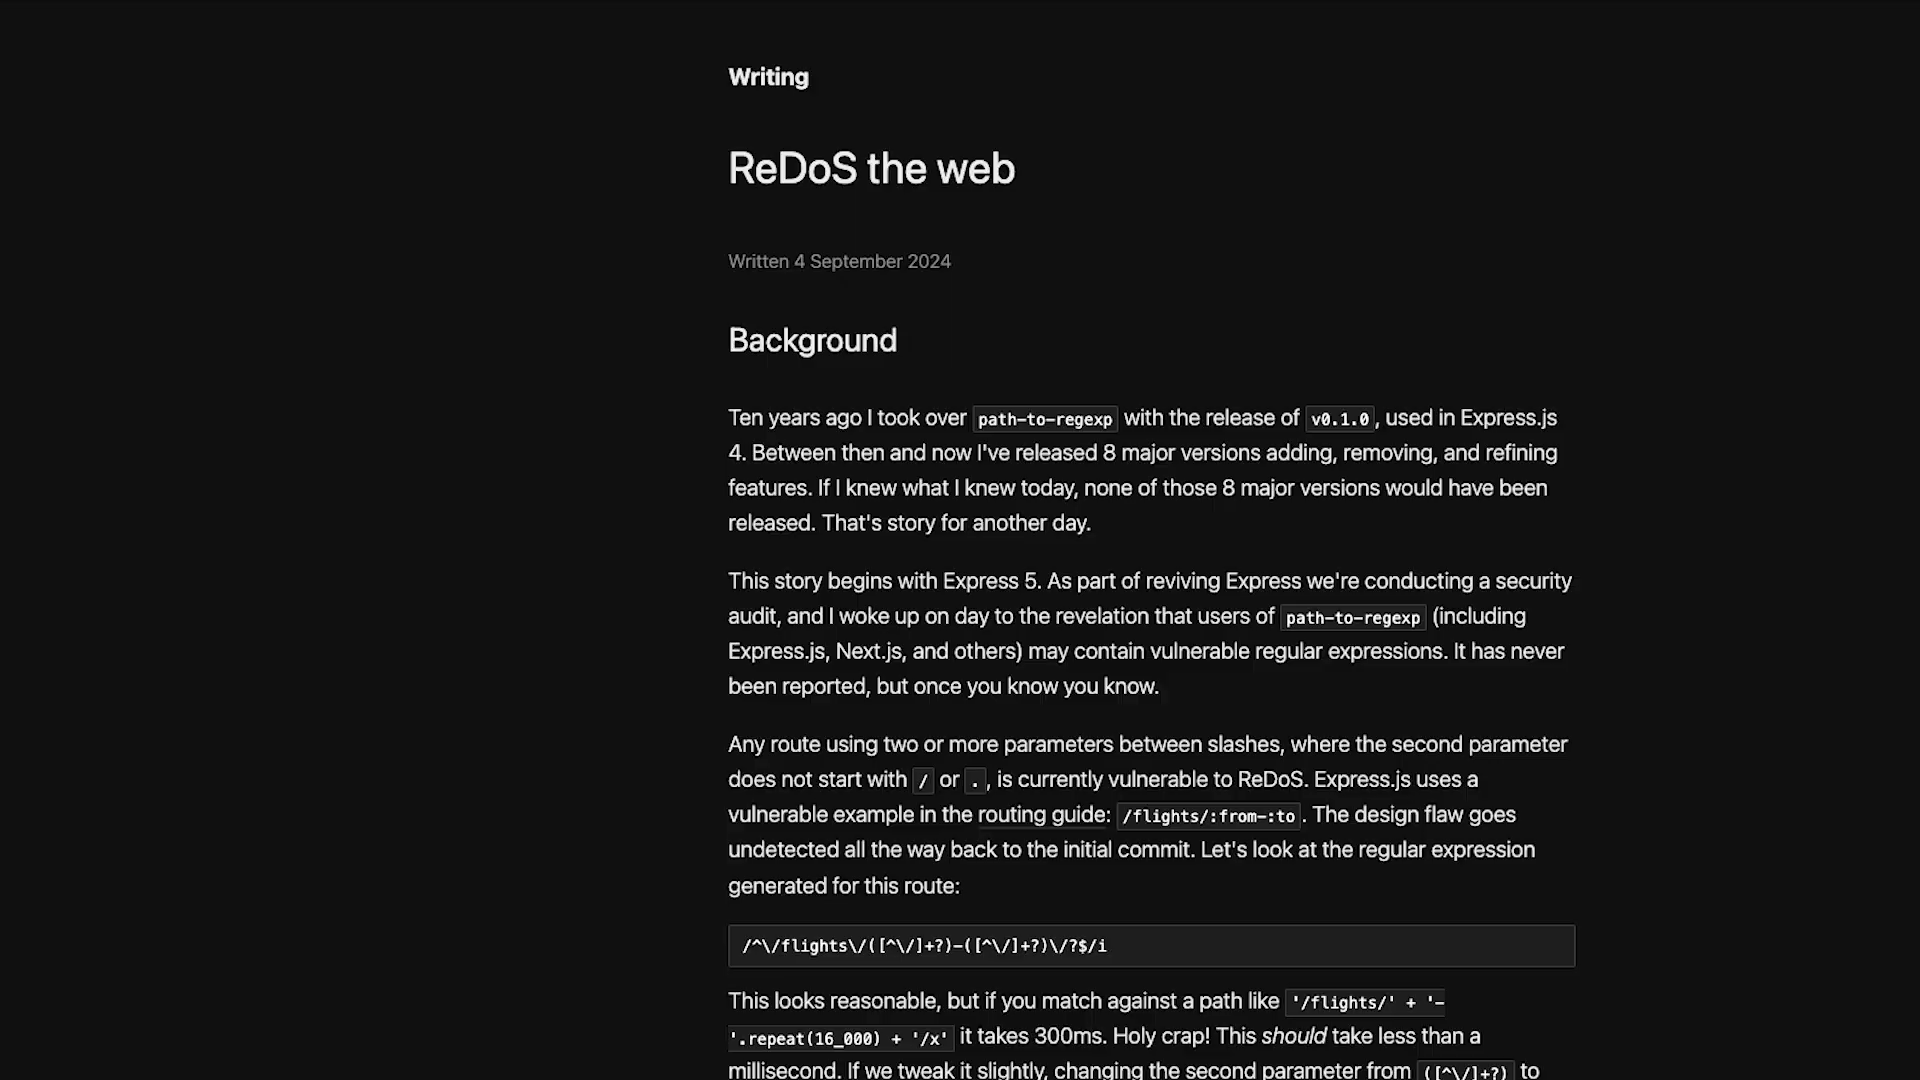 Writing
ReDoS the web
Written 4 September 2024
Background
Ten years ago I took over path-to-regexp with the release of v0.1.0, used in Express.js
4. Between then and now I've released 8 major versions adding, removing, and refining
features. If I knew what I knew today, none of those 8 major versions would have been
released. That's story for another day.
This story begins with Express 5. As part of reviving Express we're conducting a security
audit, and I woke up on day to the revelation that users of path-to-regexp (including
Express.js, Next.js, and others) may contain vulnerable regular expressions. It has never
been reported, but once you know you know.
Any route using two or more parameters between slashes, where the second parameter
does not start with / or ., is currently vulnerable to ReDoS. Express.js uses a
vulnerable example in the routing guide: /flights/:from-:to. The design flaw goes
undetected all the way back to the initial commit. Let's look at the regular expression
generated for this route:
/^\/flights\/([^\/]+?)-([^\/]+?)\/?$/i
This looks reasonable, but if you match against a path like '/flights/' + '-
'.repeat(16_000) + '/x' it takes 300ms. Holy crap! This should take less than a
millisecond. If we tweak it slightly, changing the second parameter from ([^\/]+?) to